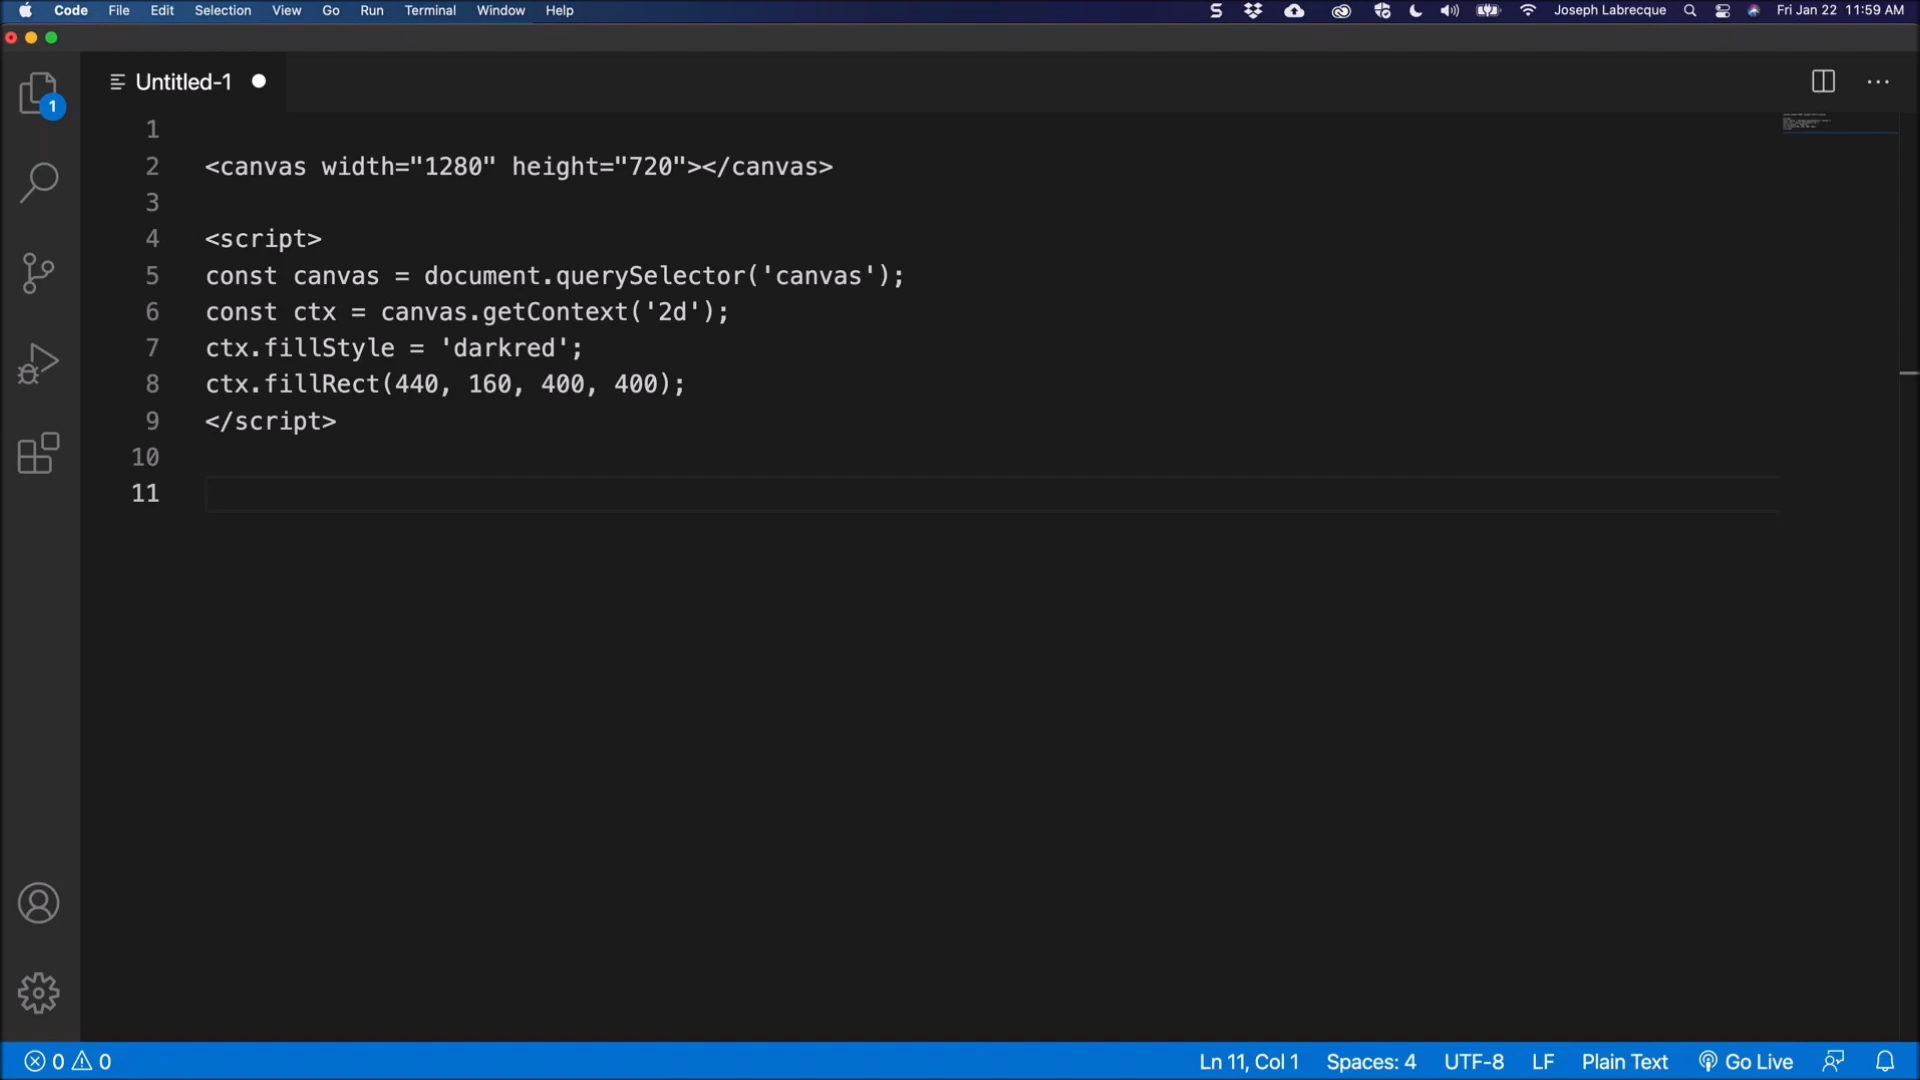 Code File Edit Selection View Go Run Terminal Window Help Joseph Labrecque Fri Jan 22 11:59 AM
Untitled-1
1
1
2 <canvas width="1280" height="720"></canvas>
3
4 <script>
5 const canvas = document.querySelector('canvas');
6 const ctx = canvas.getContext('2d');
7 ctx.fillStyle = 'darkred';
8 ctx.fillRect(440, 160, 400, 400);
9 </script>
10
11
0 0 Ln 11, Col 1 Spaces: 4 UTF-8 LF Plain Text Go Live